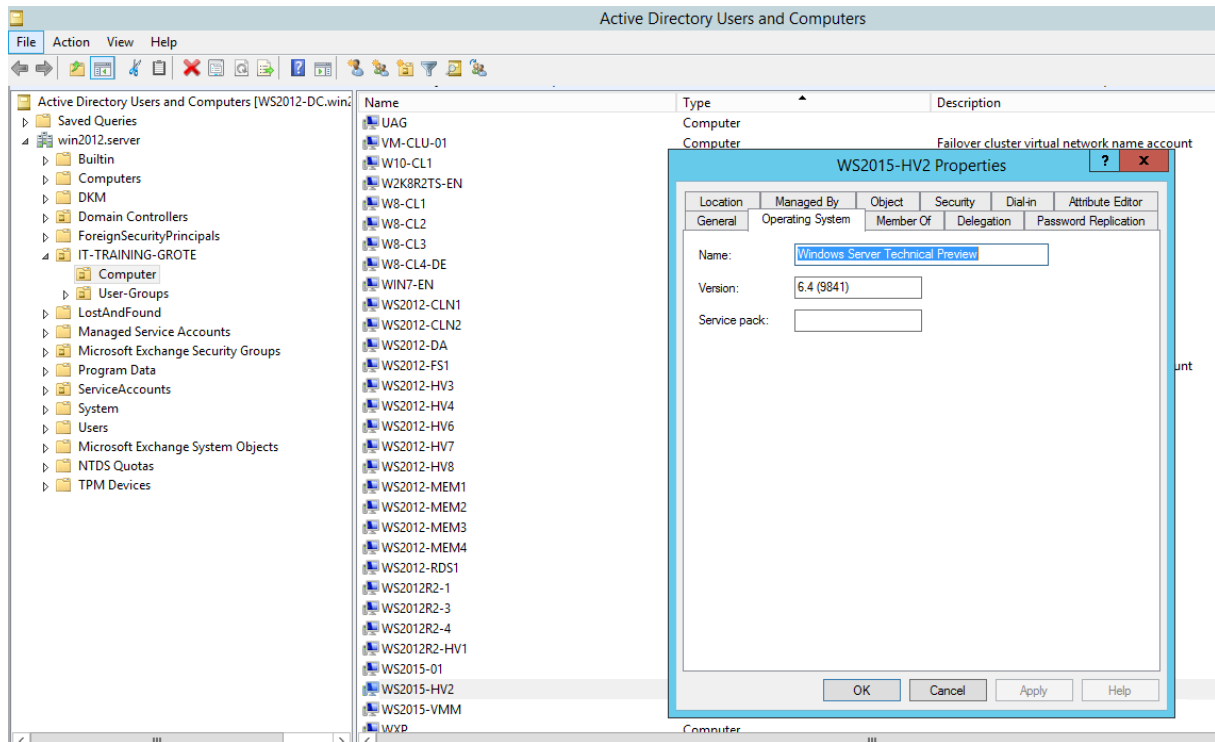 Active Directory Users and Computers
File Action View Help
Active Directory Users and Computers [WS2012-DC.win2
Saved Queries
win2012.server
Builtin
Computers
DKM
Domain Controllers
ForeignSecurityPrincipals
IT-TRAINING-GROTE
Computer
User-Groups
LostAndFound
Managed Service Accounts
Microsoft Exchange Security Groups
Program Data
ServiceAccounts
System
Users
Microsoft Exchange System Objects
NTDS Quotas
TPM Devices
Name Type Description
UAG Computer
VM-CLU-01 Computer Failover cluster virtual network name account
W10-CL1
W2K8R2TS-EN
W8-CL1
W8-CL2
W8-CL3
W8-CL4-DE
WIN7-EN
WS2012-CLN1
WS2012-CLN2
WS2012-DA
WS2012-FS1 unt
WS2012-HV3
WS2012-HV4
WS2012-HV6
WS2012-HV7
WS2012-HV8
WS2012-MEM1
WS2012-MEM2
WS2012-MEM3
WS2012-MEM4
WS2012-RDS1
WS2012R2-1
WS2012R2-3
WS2012R2-4
WS2012R2-HV1
WS2015-01
WS2015-HV2
WS2015-VMM
WXP Computer
WS2015-HV2 Properties ? x
Location Managed By Object Security Dial-in Attribute Editor
General Operating System Member Of Delegation Password Replication
Name: Windows Server Technical Preview
Version: 6.4 (9841)
Service pack:
OK Cancel Apply Help